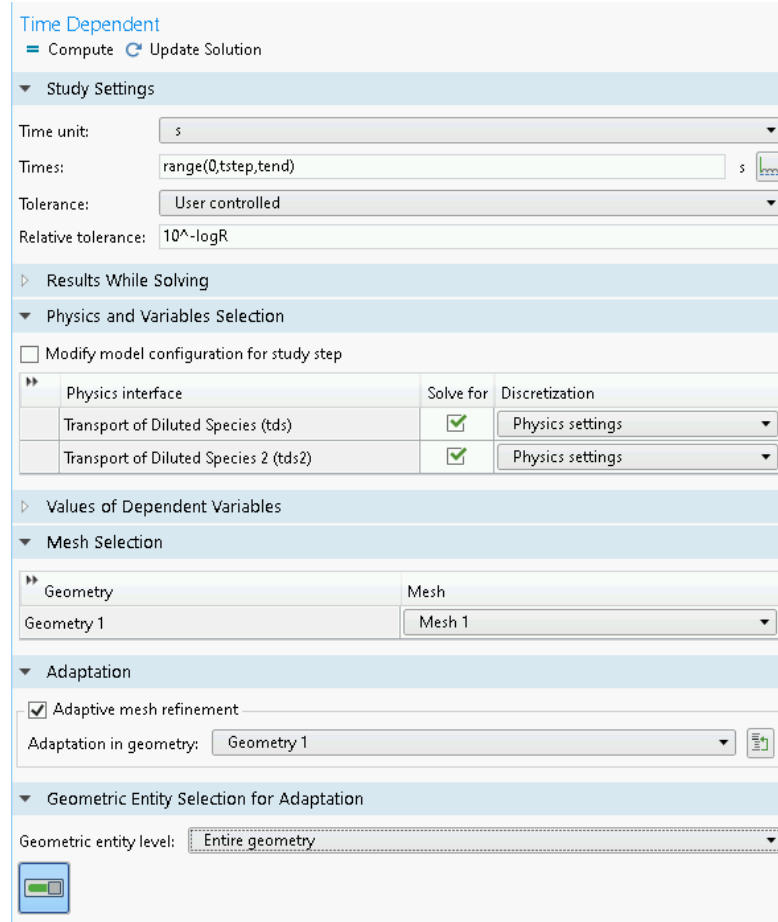 Time Dependent
= Compute Update Solution
Study Settings
Time unit: s
Times: range(0,tstep,tend) s
Tolerance: User controlled
Relative tolerance: 10^-logR
Results While Solving
Physics and Variables Selection
Modify model configuration for study step
Physics interface Solve for Discretization
Transport of Diluted Species (tds) Physics settings
Transport of Diluted Species 2 (tds2) Physics settings
Values of Dependent Variables
Mesh Selection
Geometry Mesh
Geometry 1 Mesh 1
Adaptation
Adaptive mesh refinement
Adaptation in geometry: Geometry 1
Geometric Entity Selection for Adaptation
Geometric entity level: Entire geometry